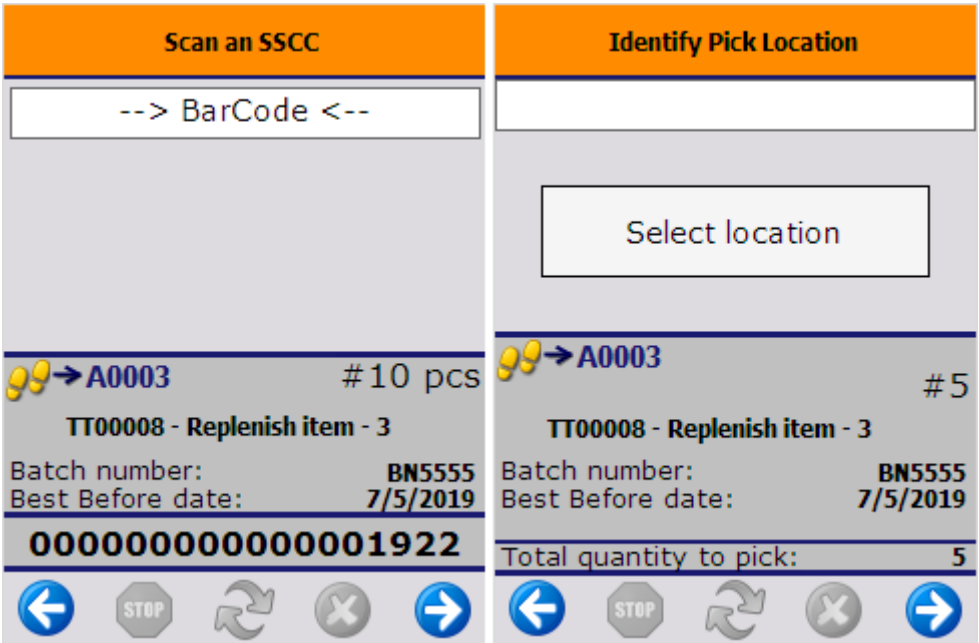 Scan an SSCC
--> BarCode <--
A0003 #10 pcs
TT00008 - Replenish item - 3
Batch number: BN5555
Best Before date: 7/5/2019
000000000000001922
STOP
Identify Pick Location
Select location
A0003
#5
TT00008 - Replenish item - 3
Batch number: BN5555
Best Before date: 7/5/2019
Total quantity to pick: 5
STOP